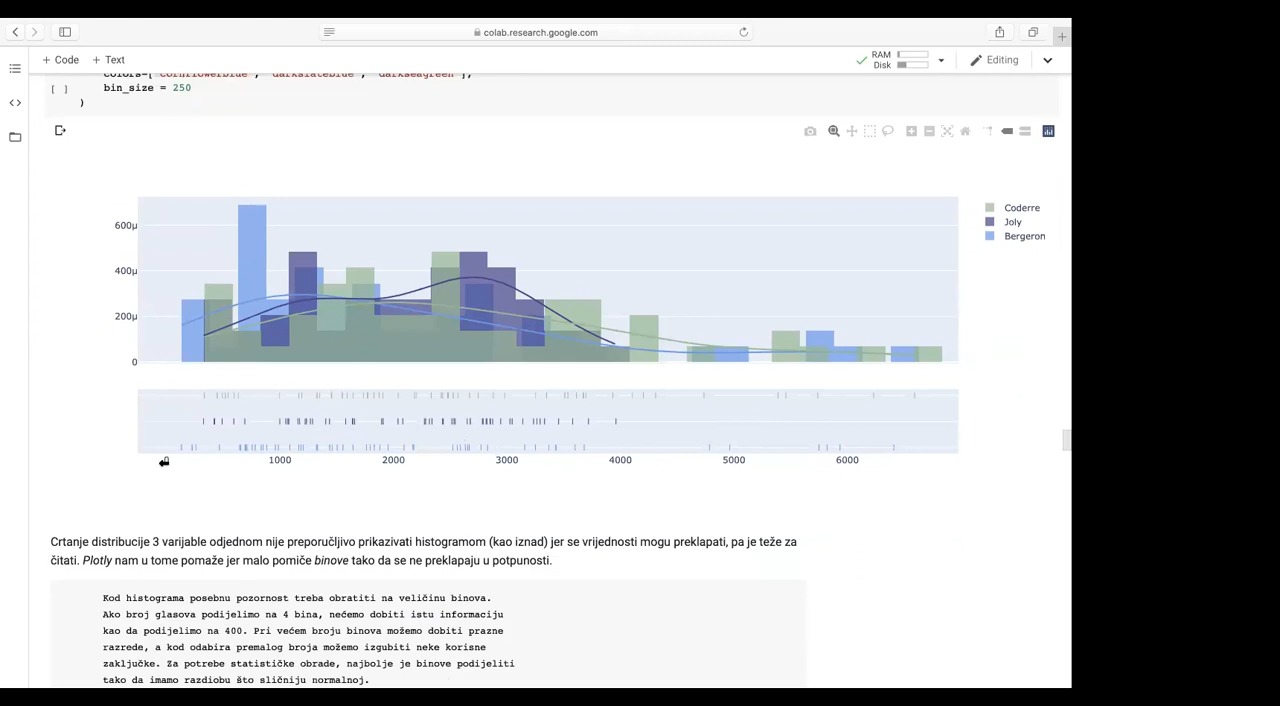 colab.research.google.com
+ Code + Text
RAM
Disk
Editing
colors=['cornflowerblue', 'darkslateblue', 'darkseagreen'],
[ ]
bin_size = 250
)
600μ
400μ
200μ
0
Coderre
Joly
Bergeron
0 1000 2000 3000 4000 5000 6000
Crtanje distribucije 3 varijable odjednom nije preporučljivo prikazivati histogramom (kao iznad) jer se vrijednosti mogu preklapati, pa je teže za
čitati. Plotly nam u tome pomaže jer malo pomiče binove tako da se ne preklapaju u potpunosti.
Kod histograma posebnu pozornost treba obratiti na veličinu binova.
Ako broj glasova podijelimo na 4 bina, nećemo dobiti istu informaciju
kao da podijelimo na 400. Pri većem broju binova možemo dobiti prazne
razrede, a kod odabira premalog broja možemo izgubiti neke korisne
zaključke. Za potrebe statističke obrade, najbolje je binove podijeliti
tako da imamo razdiobu što sličniju normalnoj.